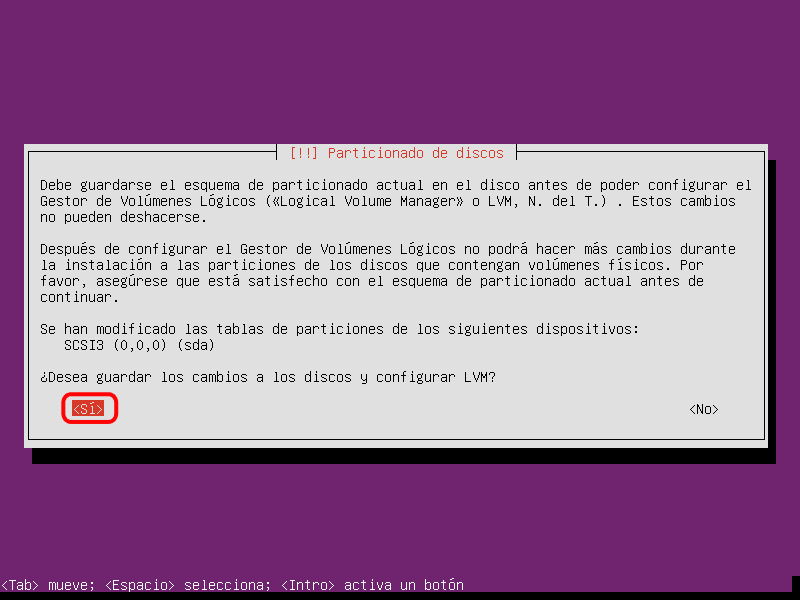 [!!] Particionado de discos
Debe guardarse el esquema de particionado actual en el disco antes de poder configurar el
Gestor de Volúmenes Lógicos («Logical Volume Manager» o LVM, N. del T.) . Estos cambios
no pueden deshacerse.
Después de configurar el Gestor de Volúmenes Lógicos no podrá hacer más cambios durante
la instalación a las particiones de los discos que contengan volúmenes físicos. Por
favor, asegúrese que está satisfecho con el esquema de particionado actual antes de
continuar.
Se han modificado las tablas de particiones de los siguientes dispositivos:
SCSI3 (0,0,0) (sda)
¿Desea guardar los cambios a los discos y configurar LVM?
<Sí> <No>
<Tab> mueve; <Espacio> selecciona; <Intro> activa un botón